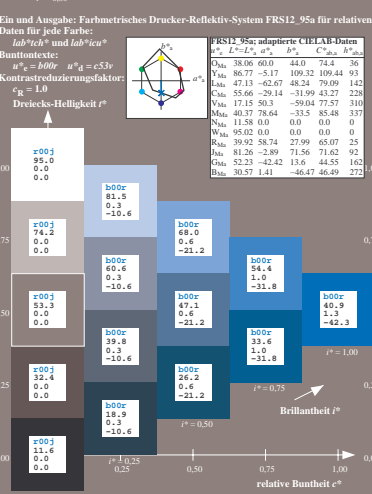 Ein und Ausgabe: Farbmetrisches Drucker-Reflektiv-System FRS12_95a für relativen
Daten für jede Farbe:
lab*tch* und lab*icu*
Bunttontexte:
u*e = b00r u*d = c53v
Kontrastreduzierungsfaktor:
cR = 1.0
Dreiecks-Helligkeit t*
b*a
a*a
FRS12_95a; adaptierte CIELAB-Daten
u*e L*=L*a a*a b*a C*ab,a h*ab,a
OMa 38.06 60.0 44.0 74.4 36
YMa 86.77 -5.17 109.32 109.44 93
LMa 47.13 -62.67 48.24 79.09 142
CMa 55.66 -29.14 -31.99 43.27 228
VMa 17.15 50.3 -59.04 77.57 310
MMa 40.37 78.64 -33.5 85.48 337
NMa 11.58 0.0 0.0 0.0
WMa 95.02 0.0 0.0 0.0
RMa 39.92 58.74 27.99 65.07 25
JMa 81.26 -2.89 71.56 71.62 92
GMa 52.23 -42.42 13.6 44.55 162
BMa 30.57 1.41 -46.47 46.49 272
r00j
95.0
0.0
0.0
00
b00r
81.5
0.3
-10.6
r00j
74.2
0.0
0.0
b00r
68.0
0.6
-21.2
75
b00r
60.6
0.3
-10.6
b00r
54.4
1.0
-31.8
r00j
53.3
0.0
0.0
b00r
47.1
0.6
-21.2
b00r
40.9
1.3
-42.3
50
b00r
39.8
0.3
-10.6
b00r
33.6
1.0
-31.8
i* = 1,00
r00j
32.4
0.0
0.0
b00r
26.2
0.6
-21.2
25
i* = 0,75
b00r
18.9
0.3
-10.6
Brillantheit i*
i* = 0,50
r00j
11.6
0.0
0.0
00
i* = 0,25
0,25 0,50 0,75 1,00
relative Buntheit c*